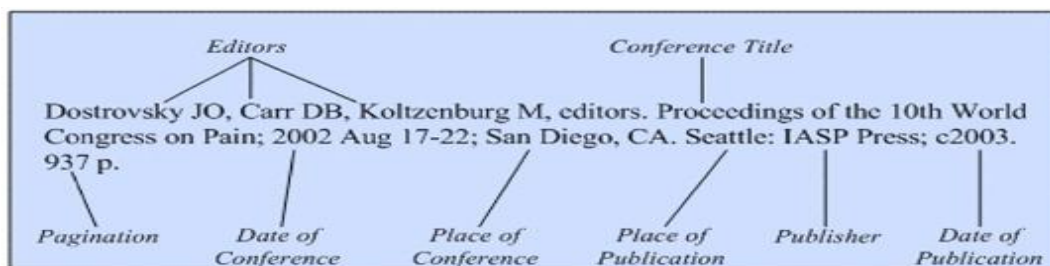 Editors Conference Title
Dostrovsky JO, Carr DB, Koltzenburg M, editors. Proceedings of the 10th World
Congress on Pain; 2002 Aug 17-22; San Diego, CA. Seattle: IASP Press; c2003.
937 p.
Pagination Date of Conference Place of Conference Place of Publication Publisher Date of Publication